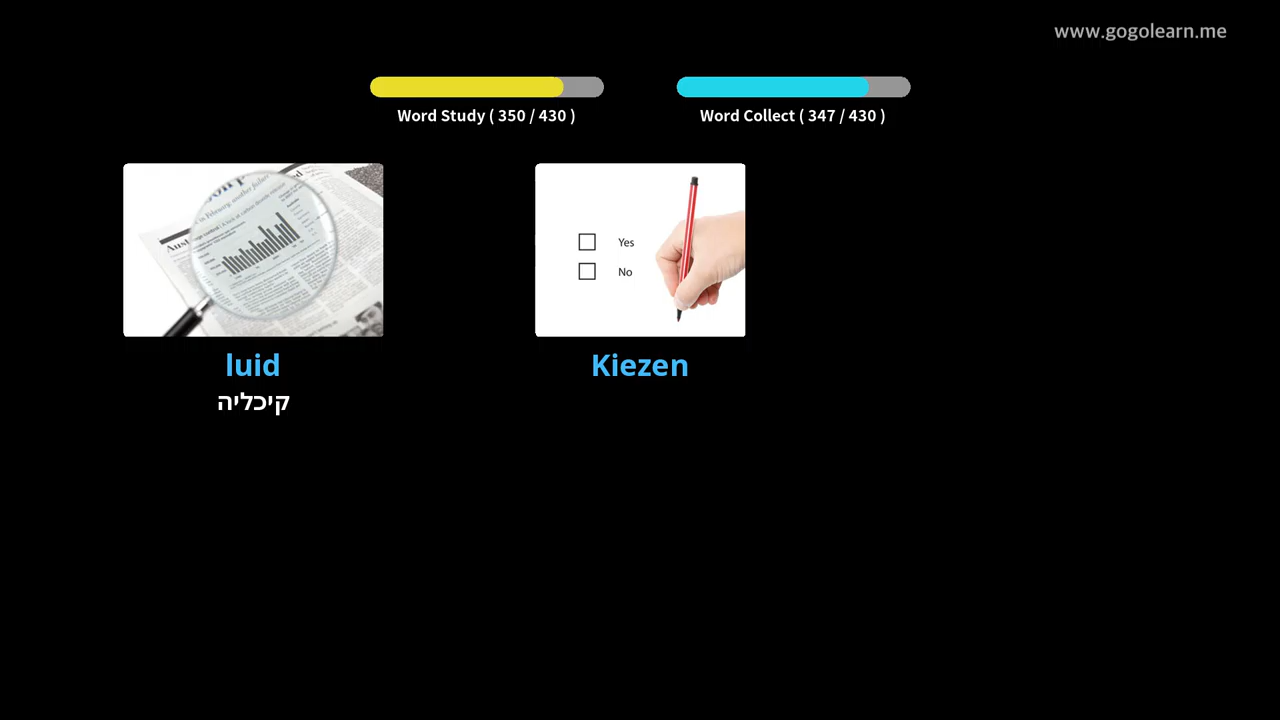 www.gogolearn.me
Word Study ( 350 / 430 )
Word Collect ( 347 / 430 )
Yes
No
luid
Kiezen
קיכליה